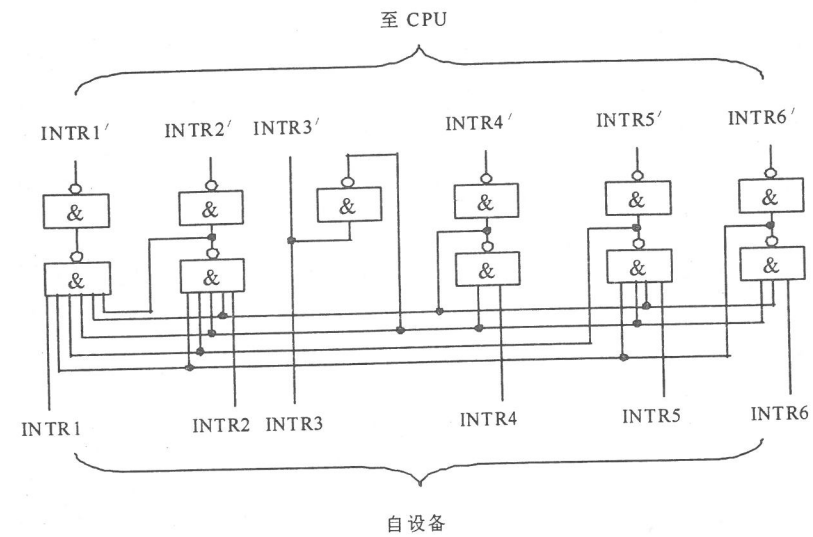 至 CPU
INTR1′ INTR2′ INTR3′ INTR4′ INTR5′ INTR6′
& & & & & &
& & & & &
INTR1 INTR2 INTR3 INTR4 INTR5 INTR6
自设备